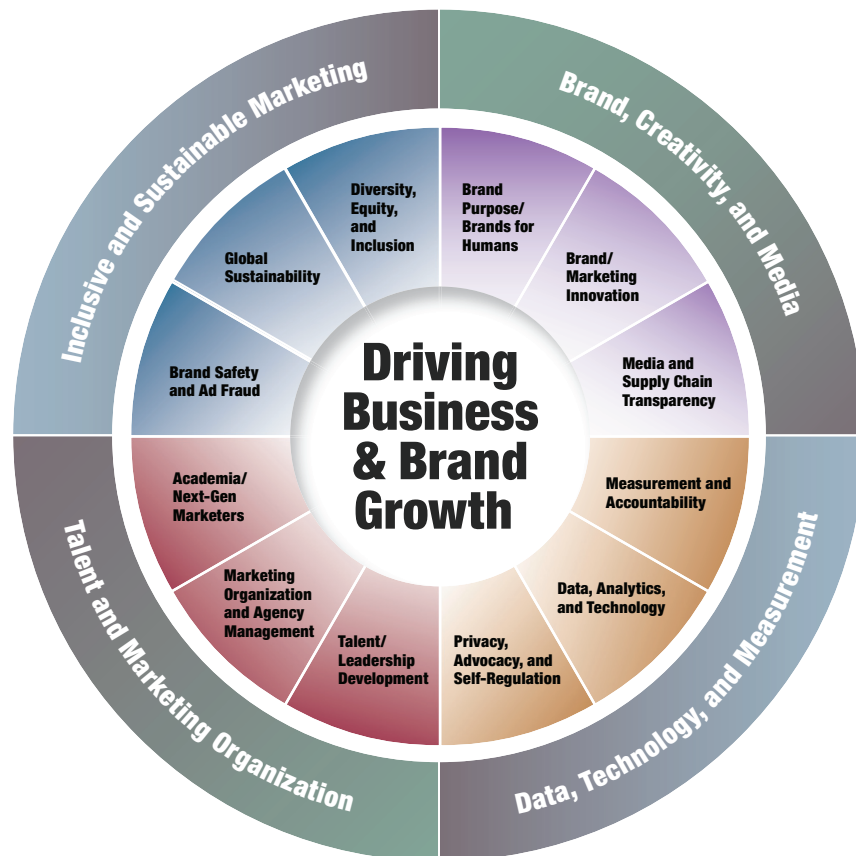 Inclusive and Sustainable Marketing
Brand, Creativity, and Media
Diversity,
Equity,
and
Inclusion
Brand
Purpose/
Brands for
Humans
Global
Sustainability
Brand/
Marketing
Innovation
Brand Safety
and Ad Fraud
Media and
Supply Chain
Transparency
Driving
Business
& Brand
Growth
Academia/
Next-Gen
Marketers
Measurement and
Accountability
Marketing
Organization
and Agency
Management
Data, Analytics,
and Technology
Talent/
Leadership
Development
Privacy,
Advocacy, and
Self-Regulation
Talent and Marketing Organization
Data, Technology, and Measurement